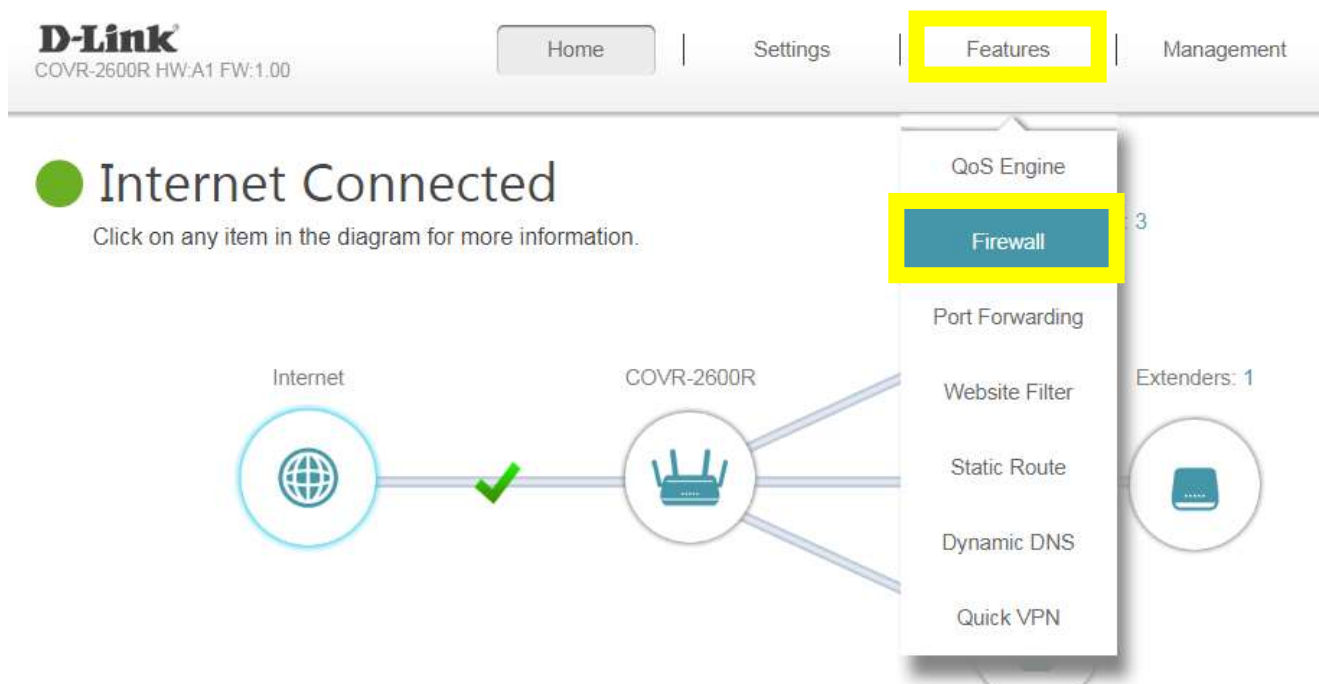 D-Link
COVR-2600R HW:A1 FW:1.00
Home
Settings
Features
Management
Internet Connected
Click on any item in the diagram for more information.
QoS Engine
Firewall
Port Forwarding
Website Filter
Static Route
Dynamic DNS
Quick VPN
: 3
Internet
COVR-2600R
Extenders: 1